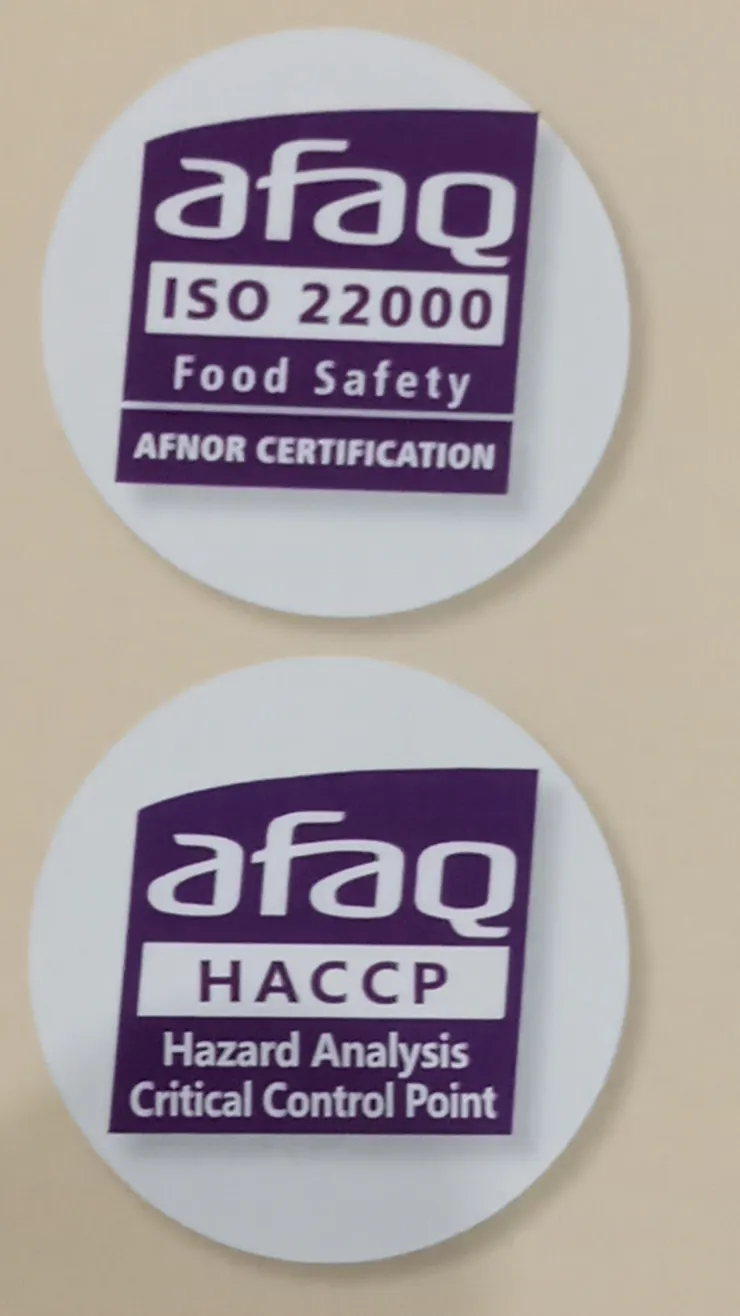 afaq
ISO 22000
Food Safety
AFNOR CERTIFICATION
afaq
HACCP
Hazard Analysis
Critical Control Point